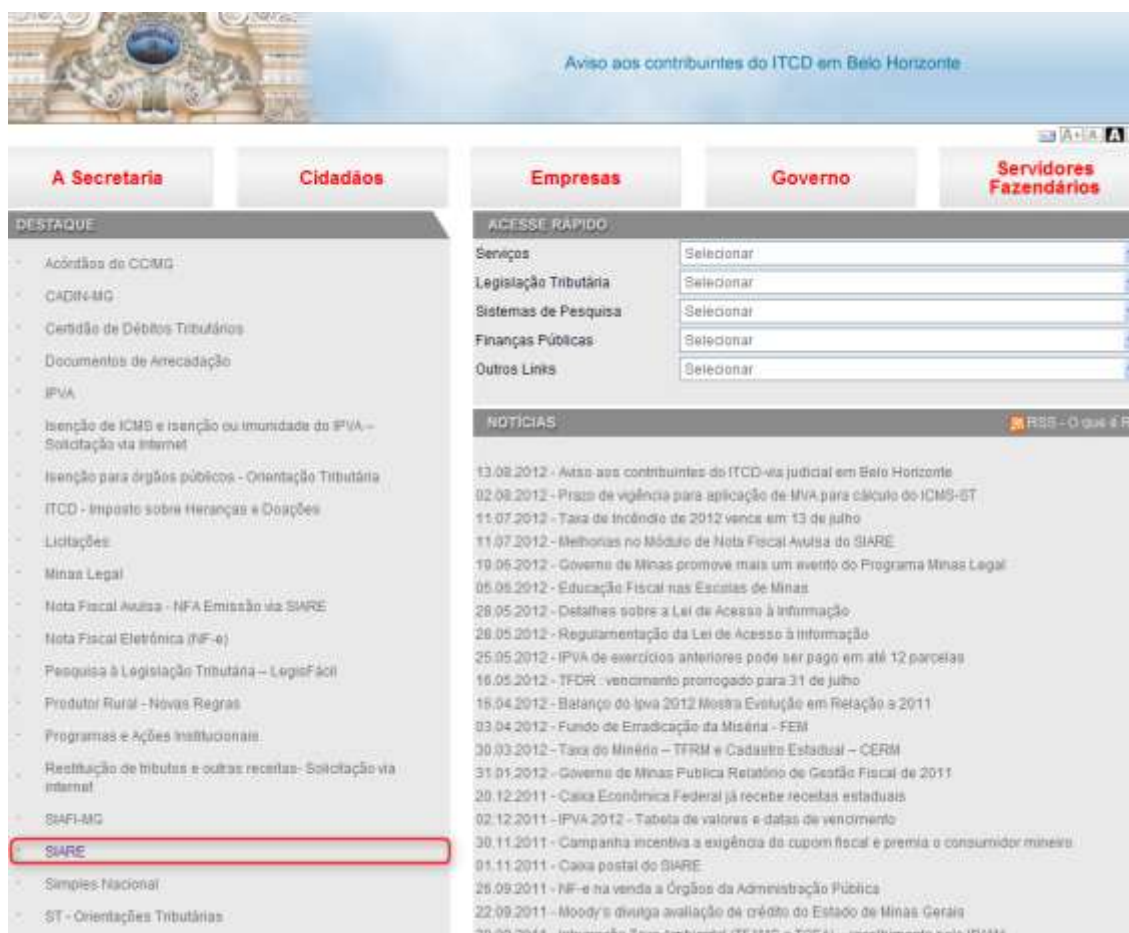 Aviso aos contribuintes do ITCD em Belo Horizonte
A+ A A
A Secretaria
Cidadãos
Empresas
Governo
Servidores
Fazendários
DESTAQUE
Acórdãos do CC/MG
CADIN-MG
Certidão de Débitos Tributários
Documentos de Arrecadação
IPVA
Isenção de ICMS e isenção ou imunidade do IPVA –
Solicitação via Internet
Isenção para órgãos públicos - Orientação Tributária
ITCD - Imposto sobre Heranças e Doações
Licitações
Minas Legal
Nota Fiscal Avulsa - NFA Emissão via SIARE
Nota Fiscal Eletrônica (NF-e)
Pesquisa à Legislação Tributária – LegisFácil
Produtor Rural - Novas Regras
Programas e Ações Institucionais
Restituição de tributos e outras receitas- Solicitação via
internet
SIAFI-MG
SIARE
Simples Nacional
ST - Orientações Tributárias
ACESSE RÁPIDO
Serviços Selecionar
Legislação Tributária Selecionar
Sistemas de Pesquisa Selecionar
Finanças Públicas Selecionar
Outros Links Selecionar
NOTÍCIAS
RSS - O que é R
13.08.2012 - Aviso aos contribuintes do ITCD-via judicial em Belo Horizonte
02.08.2012 - Prazo de vigência para aplicação de MVA para cálculo do ICMS-ST
11.07.2012 - Taxa de Incêndio de 2012 vence em 13 de julho
11.07.2012 - Melhorias no Módulo de Nota Fiscal Avulsa do SIARE
19.06.2012 - Governo de Minas promove mais um evento do Programa Minas Legal
05.06.2012 - Educação Fiscal nas Escolas de Minas
28.05.2012 - Detalhes sobre a Lei de Acesso à Informação
28.05.2012 - Regulamentação da Lei de Acesso à Informação
25.05.2012 - IPVA de exercícios anteriores pode ser pago em até 12 parcelas
16.05.2012 - TFDR : vencimento prorrogado para 31 de julho
16.04.2012 - Balanço do Ipva 2012 Mostra Evolução em Relação a 2011
03.04.2012 - Fundo de Erradicação da Miséria - FEM
30.03.2012 - Taxa do Minério – TFRM e Cadastro Estadual – CERM
31.01.2012 - Governo de Minas Publica Relatório de Gestão Fiscal de 2011
20.12.2011 - Caixa Econômica Federal já recebe receitas estaduais
02.12.2011 - IPVA 2012 - Tabela de valores e datas de vencimento
30.11.2011 - Campanha incentiva a exigência do cupom fiscal e premia o consumidor mineiro
01.11.2011 - Caixa postal do SIARE
26.09.2011 - NF-e na venda a Órgãos da Administração Pública
22.09.2011 - Moody's divulga avaliação de crédito do Estado de Minas Gerais